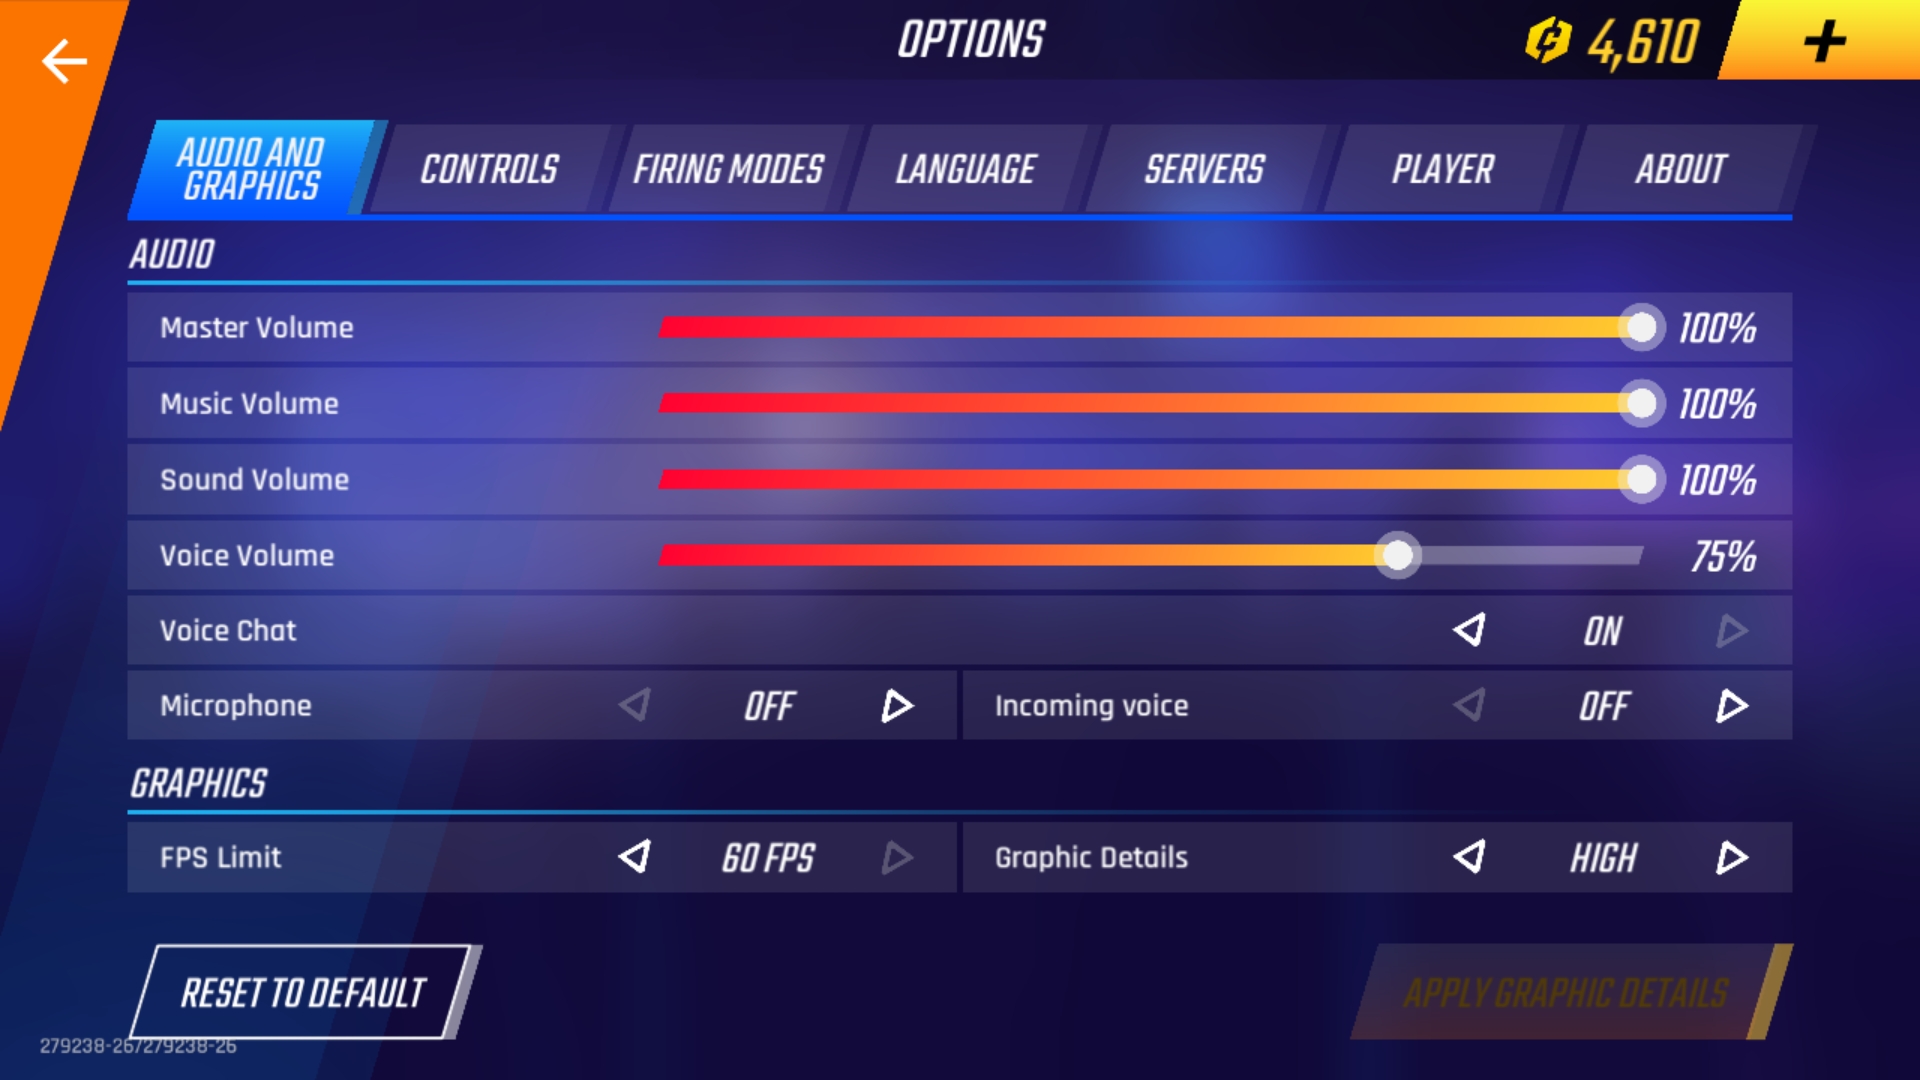 OPTIONS
4,610
+
AUDIO AND
GRAPHICS
CONTROLS
FIRING MODES
LANGUAGE
SERVERS
PLAYER
ABOUT
AUDIO
Master Volume 100%
Music Volume 100%
Sound Volume 100%
Voice Volume 75%
Voice Chat ON
Microphone OFF
Incoming voice OFF
GRAPHICS
FPS Limit 60 FPS
Graphic Details HIGH
RESET TO DEFAULT
APPLY GRAPHIC DETAILS
279238-26/279238-26